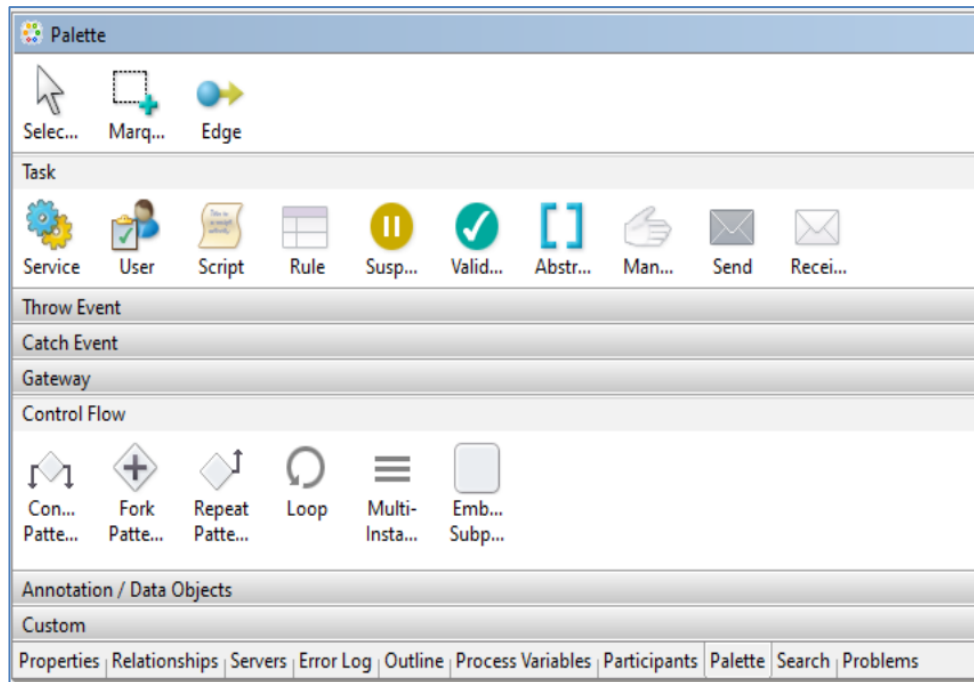 Palette
Selec... Marq... Edge
Task
Service User Script Rule Susp... Valid... Abstr... Man... Send Recei...
Throw Event
Catch Event
Gateway
Control Flow
Con... Fork Repeat Loop Multi- Emb...
Patte... Patte... Patte... Insta... Subp...
Annotation / Data Objects
Custom
Properties Relationships Servers Error Log Outline Process Variables Participants Palette Search Problems